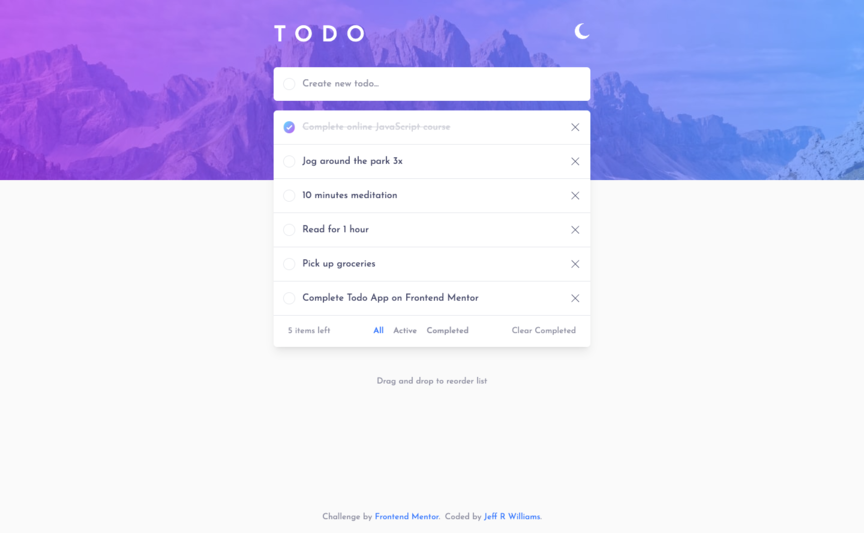 TODO
Create new todo...
Complete online JavaScript course
Jog around the park 3x
10 minutes meditation
Read for 1 hour
Pick up groceries
Complete Todo App on Frontend Mentor
5 items left All Active Completed Clear Completed
Drag and drop to reorder list
Challenge by Frontend Mentor. Coded by Jeff R Williams.